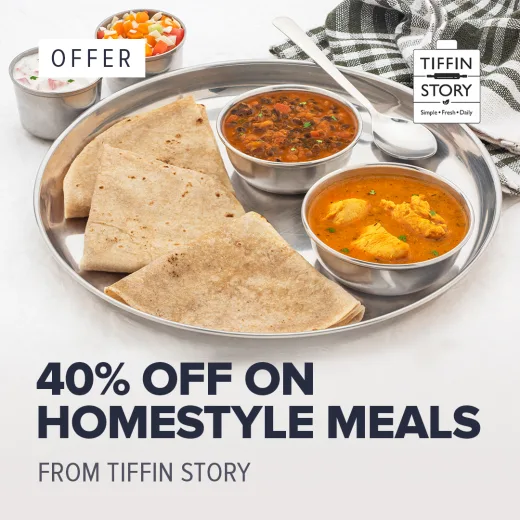 OFFER
TIFFIN
STORY
Simple • Fresh • Daily
40% OFF ON
HOMESTYLE MEALS
FROM TIFFIN STORY